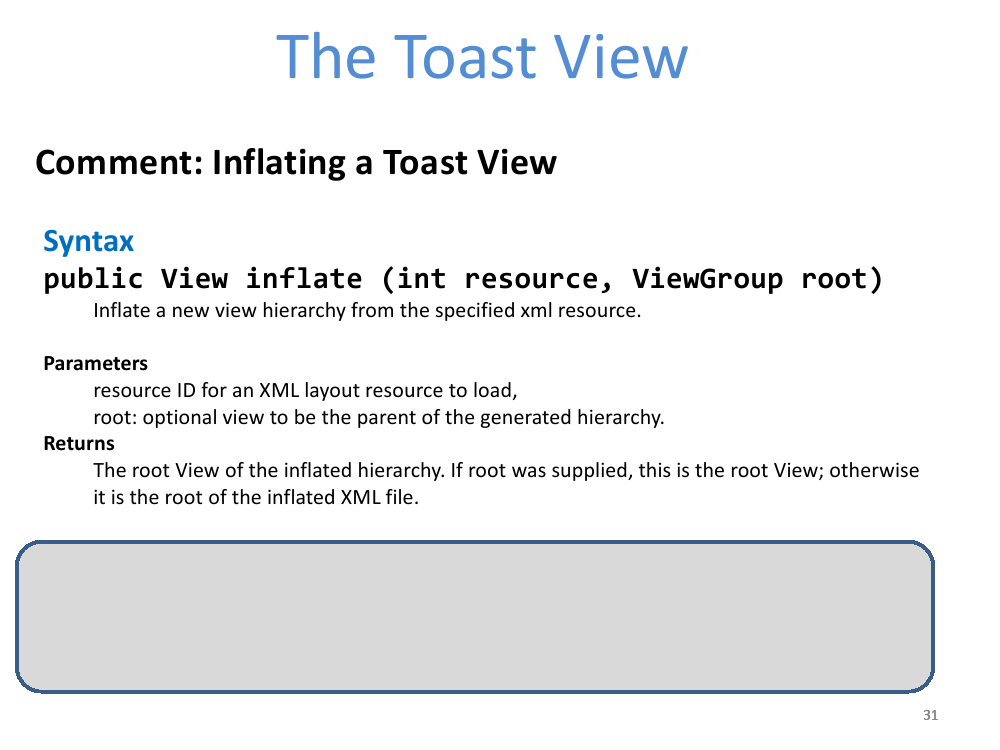 The Toast View
Comment: Inflating a Toast View
Syntax
public View inflate (int resource, ViewGroup root)
Inflate a new view hierarchy from the specified xml resource.
Parameters
resource ID for an XML layout resource to load,
root: optional view to be the parent of the generated hierarchy.
Returns
The root View of the inflated hierarchy. If root was supplied, this is the root View; otherwise
it is the root of the inflated XML file.
31